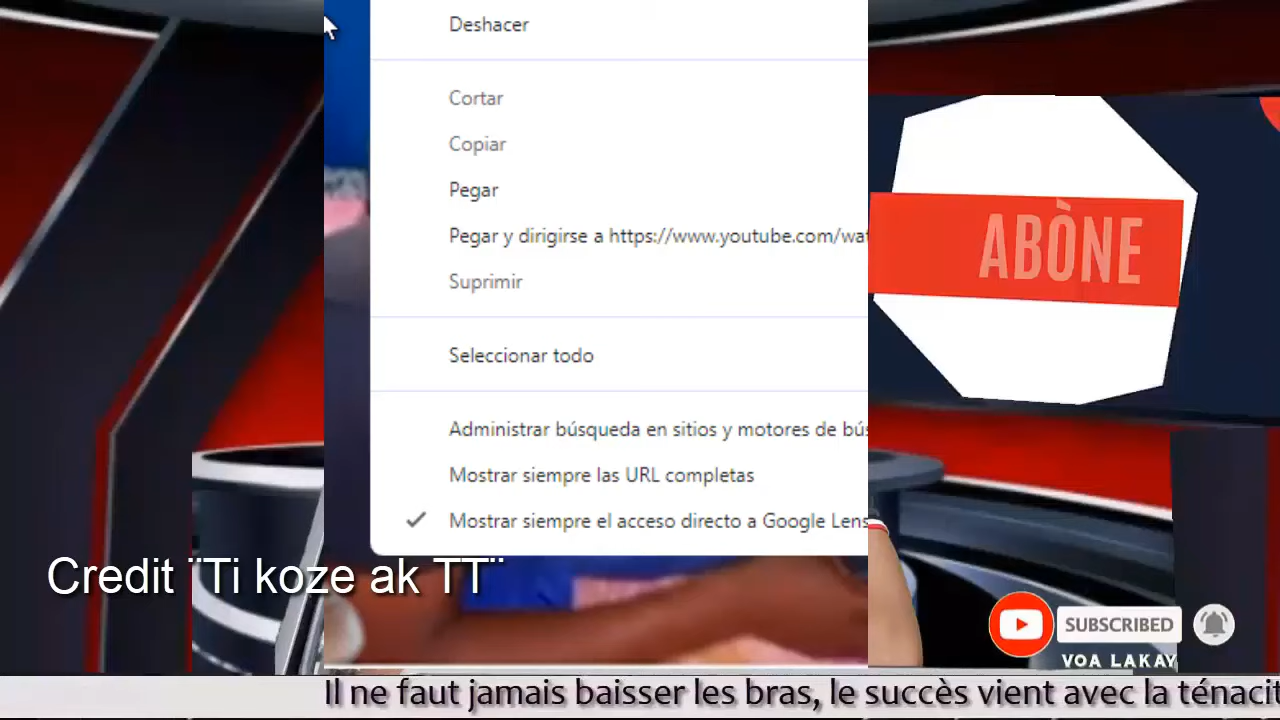 Deshacer
Cortar
Copiar
Pegar
Pegar y dirigirse a https://www.youtube.com/wat
Suprimir
Seleccionar todo
Administrar búsqueda en sitios y motores de bús
Mostrar siempre las URL completas
Mostrar siempre el acceso directo a Google Lens
ABÒNE
Credit ¨Ti koze ak TT¨
SUBSCRIBED
VOA LAKAY
Il ne faut jamais baisser les bras, le succès vient avec la ténacit